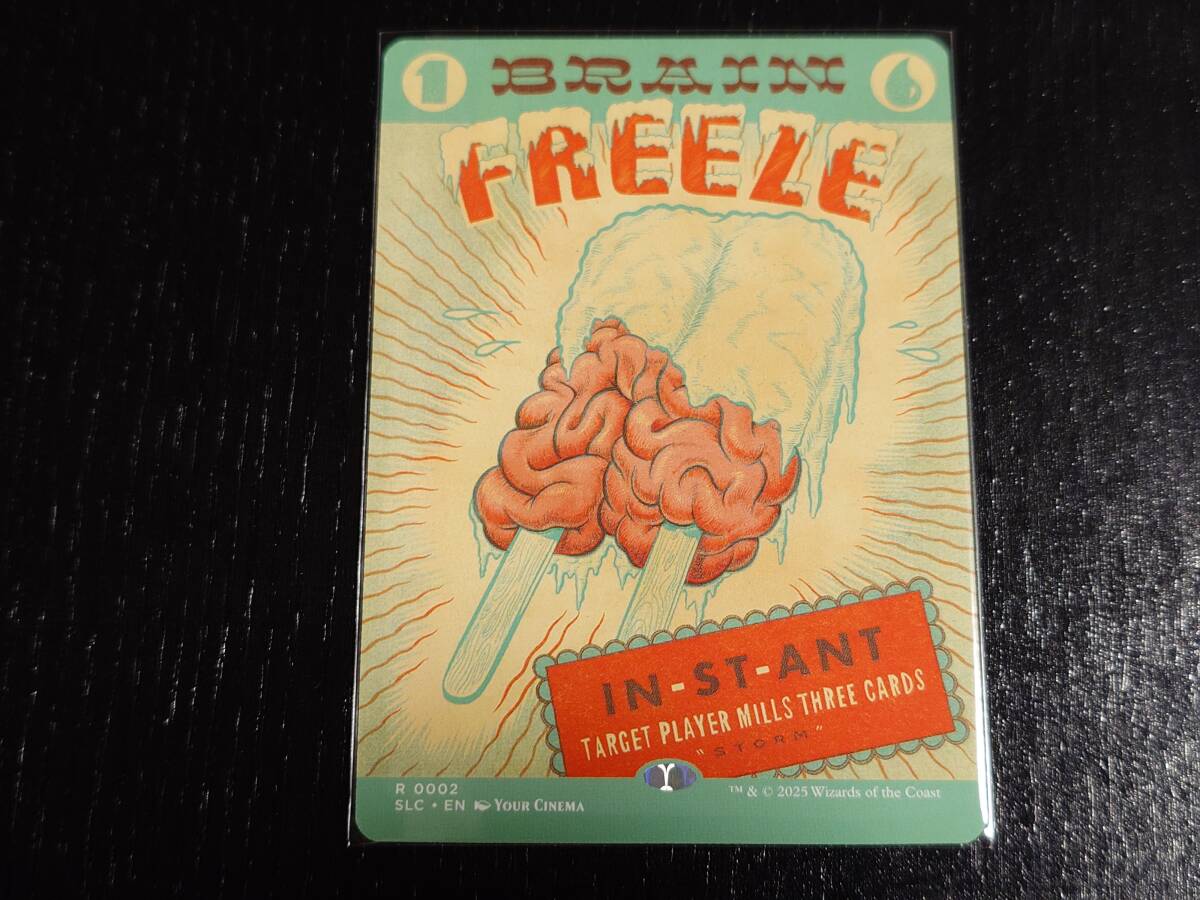 1 BRAIN
FREEZE
IN-ST-ANT
TARGET PLAYER MILLS THREE CARDS
"STORM"
R 0002
SLC • EN YOUR CINEMA
™ & © 2025 Wizards of the Coast